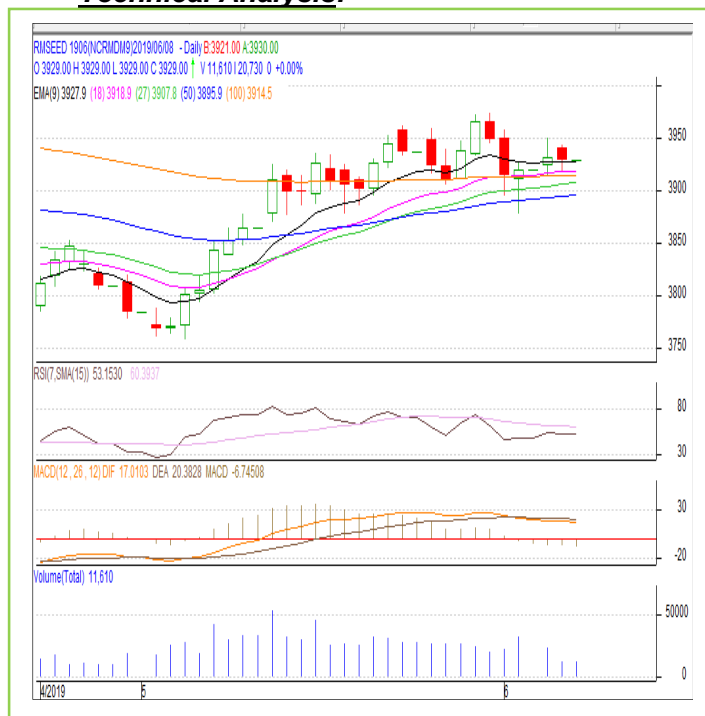 Technical Analysis:
RMSEED 1906(NCRMDM9)2019/06/08 - Daily B:3921.00 A:3930.00
O 3929.00 H 3929.00 L 3929.00 C 3929.00 ↑ V 11,610 I 20,730 0 +0.00%
EMA(9) 3927.9 (18) 3918.9 (27) 3907.8 (50) 3895.9 (100) 3914.5
3950
3900
3850
3800
3750
RSI(7,SMA(15)) 53.1530 60.3937
80
30
MACD(12 , 26 , 12) DIF 17.0103 DEA 20.3828 MACD -6.74508
30
-20
Volume(Total) 11,610
50000
0
4/2019 5 6